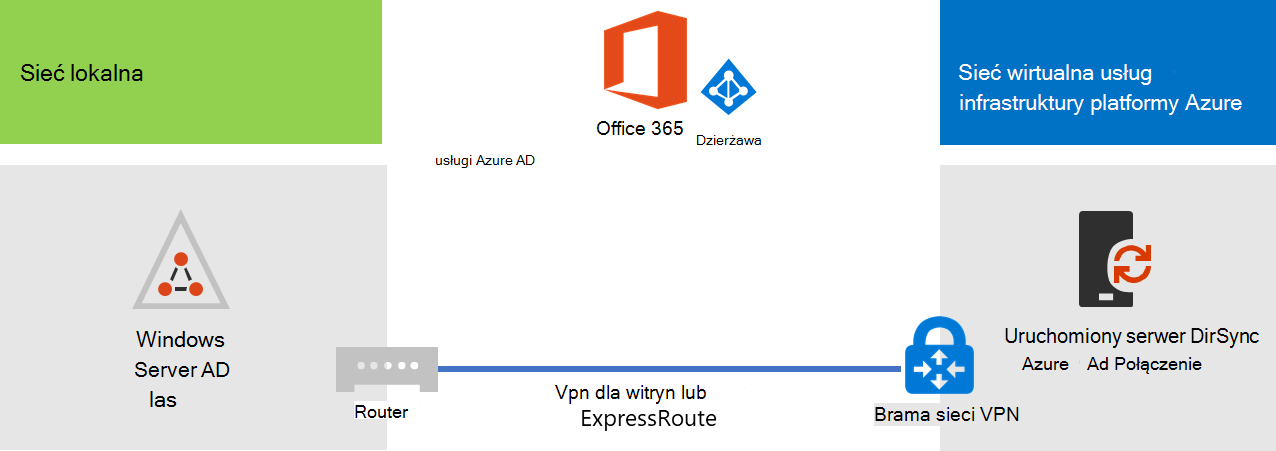 Sieć lokalna
Office 365
Dzierżawa
usługi Azure AD
Sieć wirtualna usług
infrastruktury platformy Azure
Windows
Server AD
las
Router
Vpn dla witryn lub
ExpressRoute
Brama sieci VPN
Uruchomiony serwer DirSync
Azure Ad Połączenie